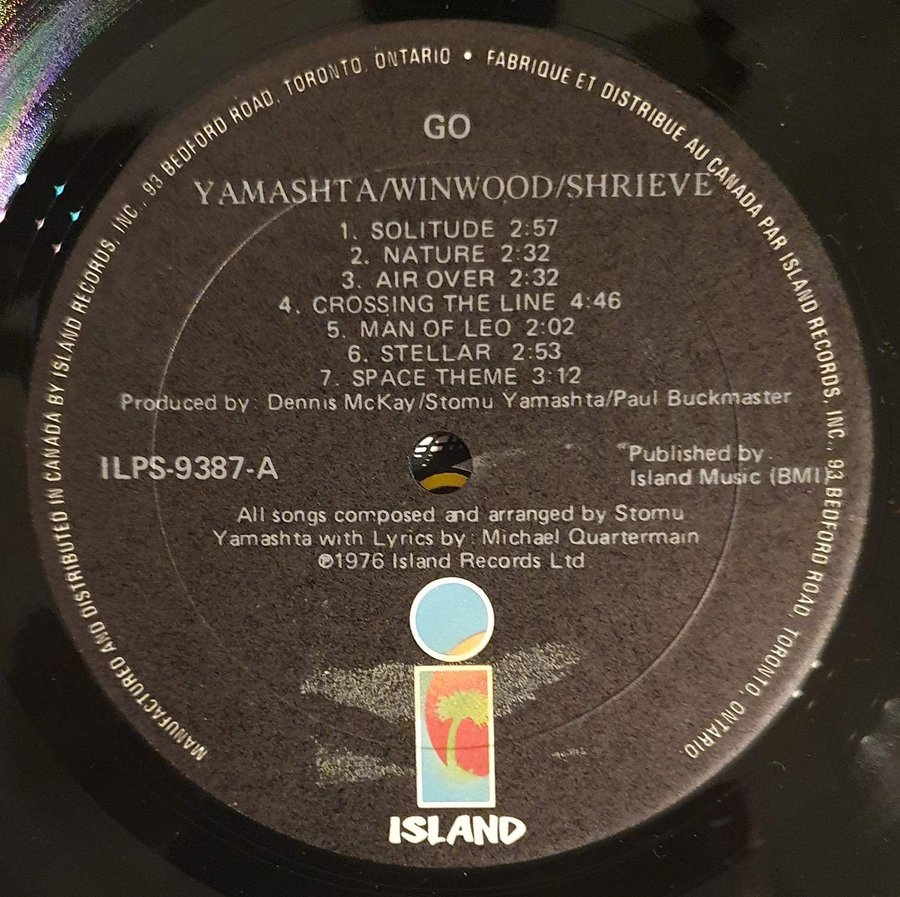 MANUFACTURED AND DISTRIBUTED IN CANADA BY ISLAND RECORDS, INC., 93 BEDFORD ROAD, TORONTO, ONTARIO • FABRIQUE ET DISTRIBUE AU CANADA PAR ISLAND RECORDS, INC., 93 BEDFORD ROAD, TORONTO, ONTARIO
GO
YAMASHTA/WINWOOD/SHRIEVE
1. SOLITUDE 2:57
2. NATURE 2:32
3. AIR OVER 2:32
4. CROSSING THE LINE 4:46
5. MAN OF LEO 2:02
6. STELLAR 2:53
7. SPACE THEME 3:12
Produced by: Dennis McKay/Stomu Yamashta/Paul Buckmaster
ILPS-9387-A
Published by:
Island Music (BMI)
All songs composed and arranged by Stomu
Yamashta with Lyrics by: Michael Quartermain
℗1976 Island Records Ltd.
ISLAND